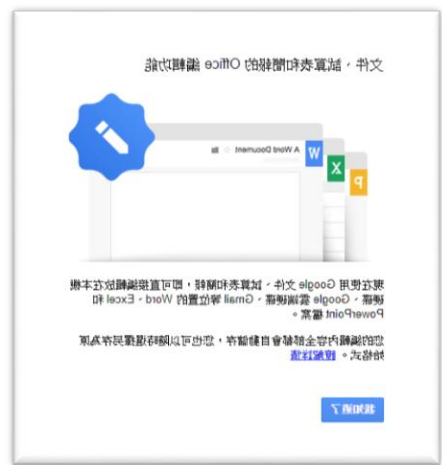 文件、試算表和簡報的 Office 編輯功能
W
A Word Document
X
P
現在使用 Google 文件、試算表和簡報，即可直接編輯放在本機
硬碟、Google 雲端硬碟、Gmail 等位置的 Word、Excel 和
PowerPoint 檔案。
您的編輯內容全部都會自動儲存，您也可以隨時選擇另存為原
始格式。 瞭解詳情
我知道了